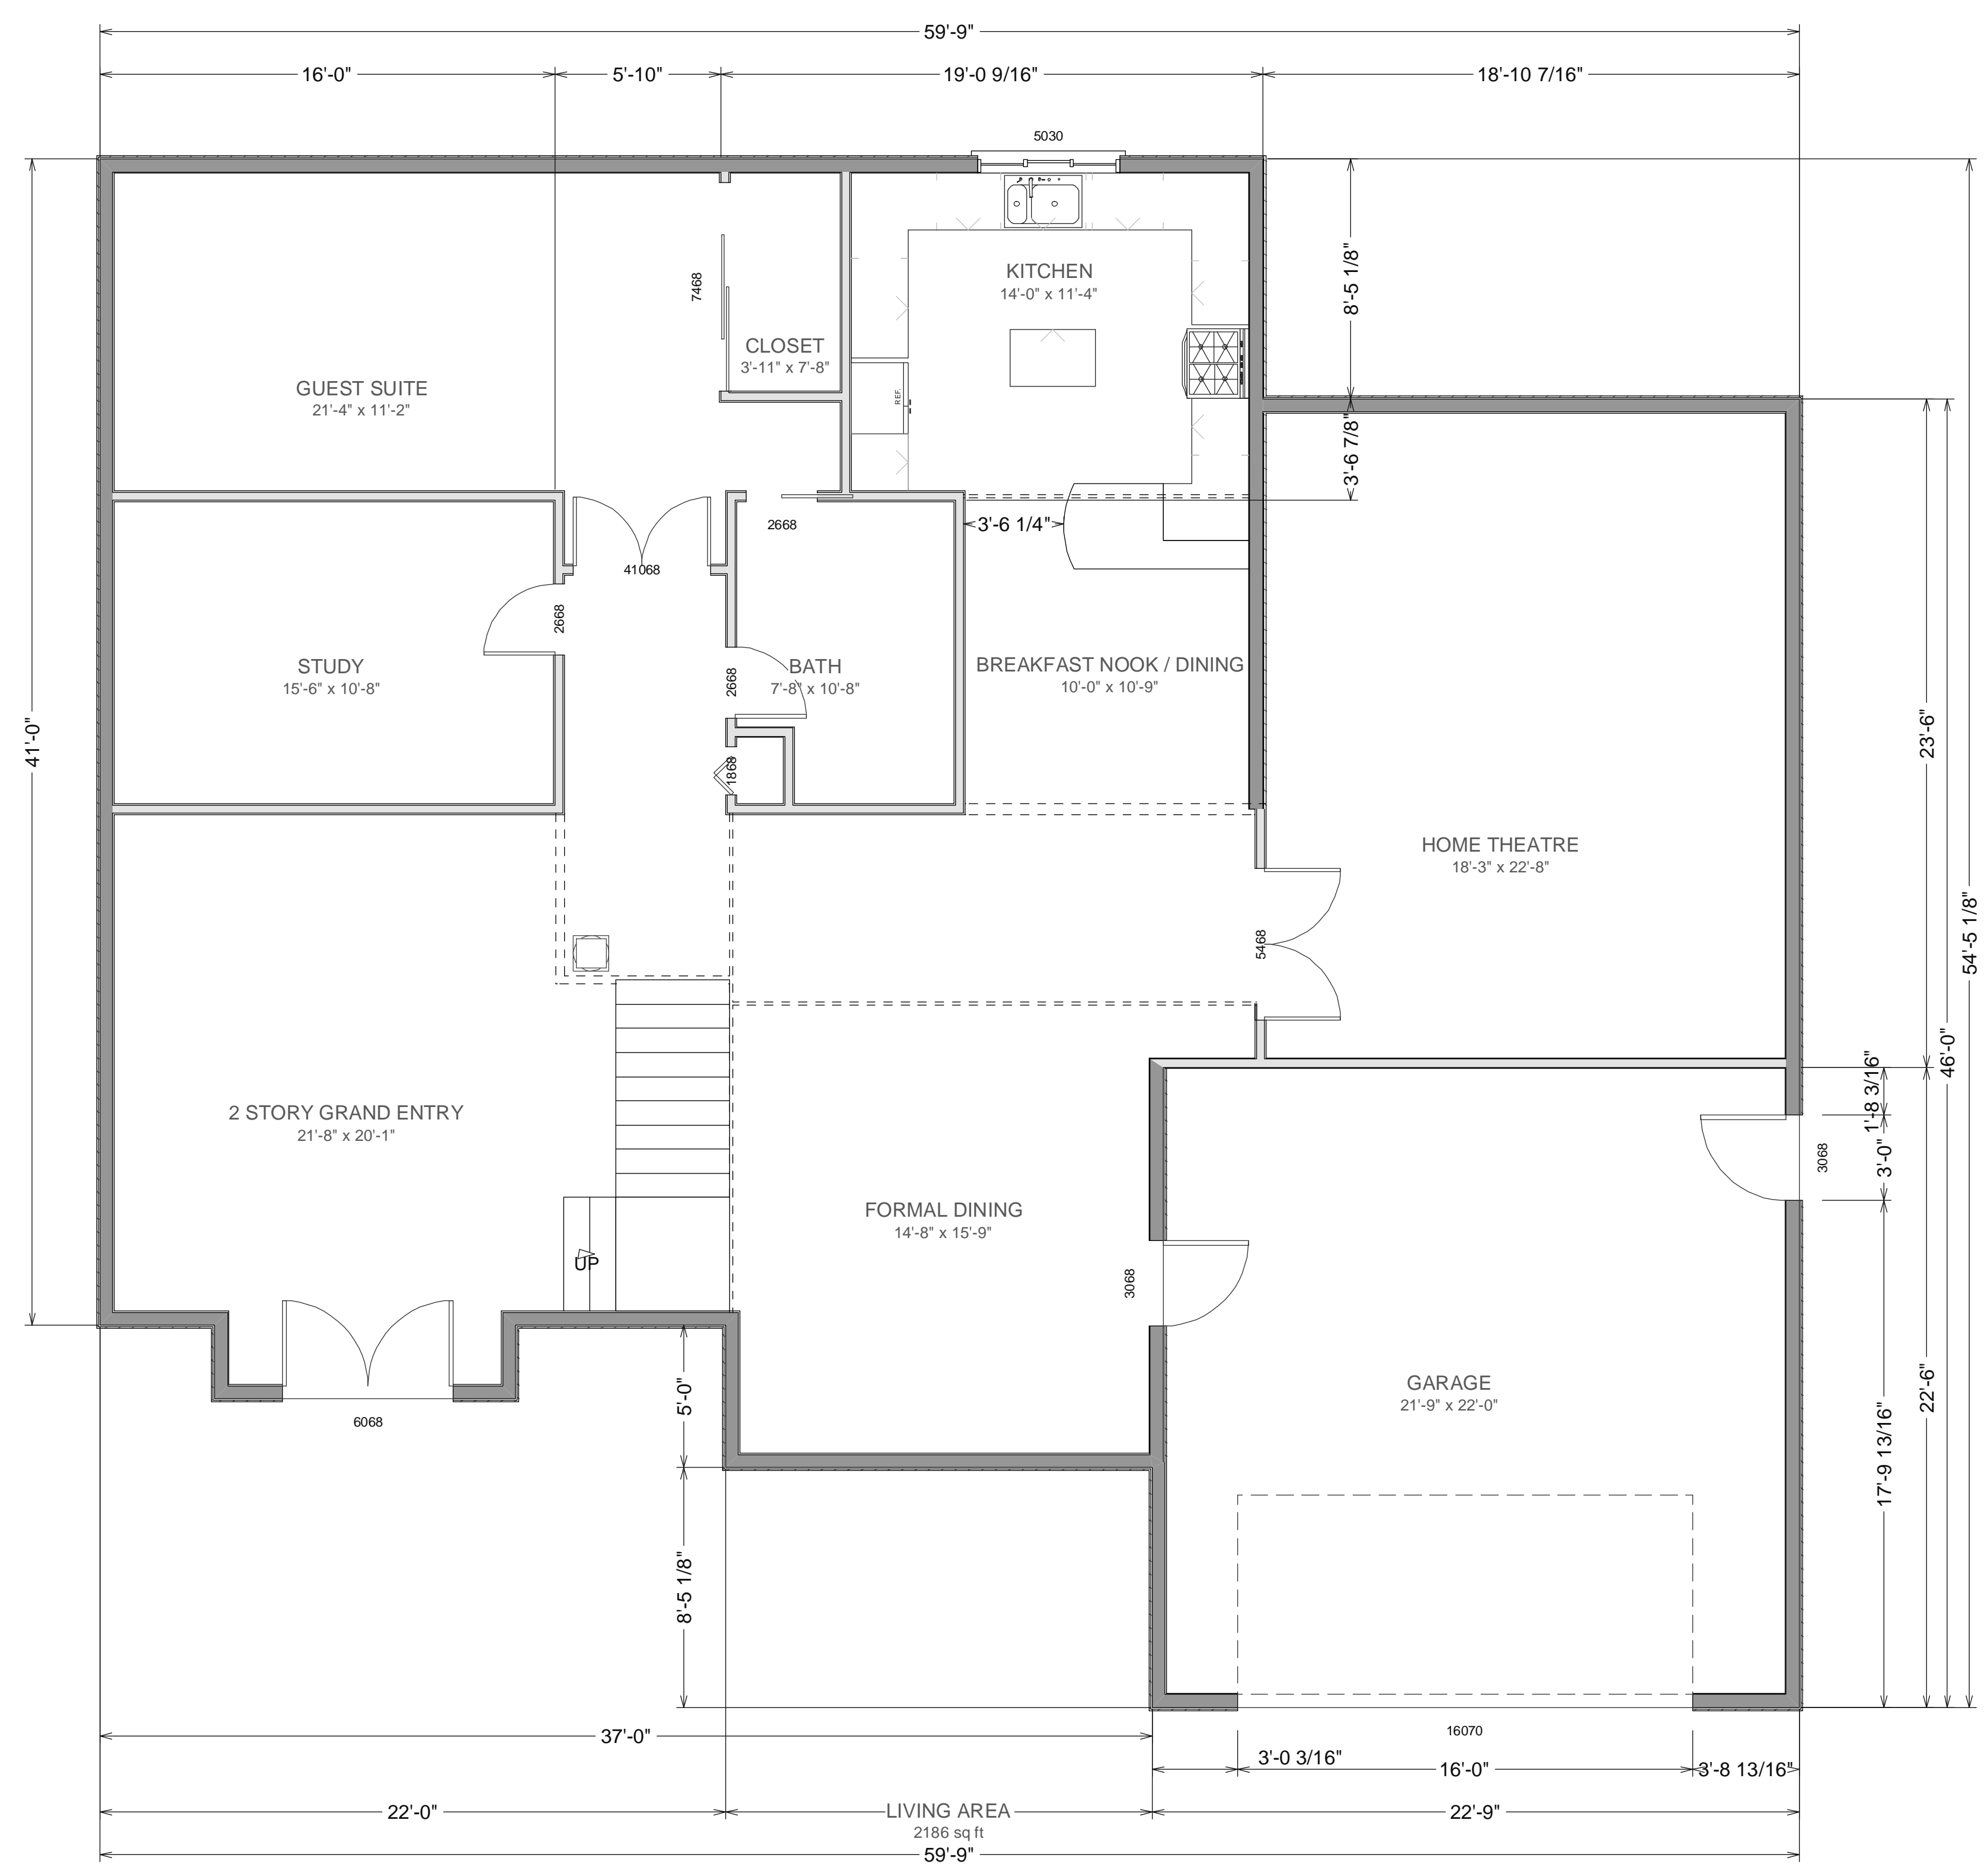 59'-9"
16'-0"
5'-10"
19'-0 9/16"
18'-10 7/16"
5030
KITCHEN
14'-0" x 11'-4"
7468
8'-5 1/8"
CLOSET
3'-11" x 7'-8"
GUEST SUITE
21'-4" x 11'-2"
REF.
3'-6 7/8"
2668
3'-6 1/4"
41068
2668
STUDY
15'-6" x 10'-8"
2668
BATH
7'-8" x 10'-8"
BREAKFAST NOOK / DINING
10'-0" x 10'-9"
41'-0"
1868
23'-6"
HOME THEATRE
18'-3" x 22'-8"
5468
54'-5 1/8"
46'-0"
1'-8 3/16"
2 STORY GRAND ENTRY
21'-8" x 20'-1"
3068
3'-0"
FORMAL DINING
14'-8" x 15'-9"
UP
3068
GARAGE
21'-9" x 22'-0"
5'-0"
22'-6"
6068
17'-9 13/16"
8'-5 1/8"
37'-0"
16070
3'-0 3/16"
16'-0"
3'-8 13/16"
22'-0"
LIVING AREA
2186 sq ft
22'-9"
59'-9"